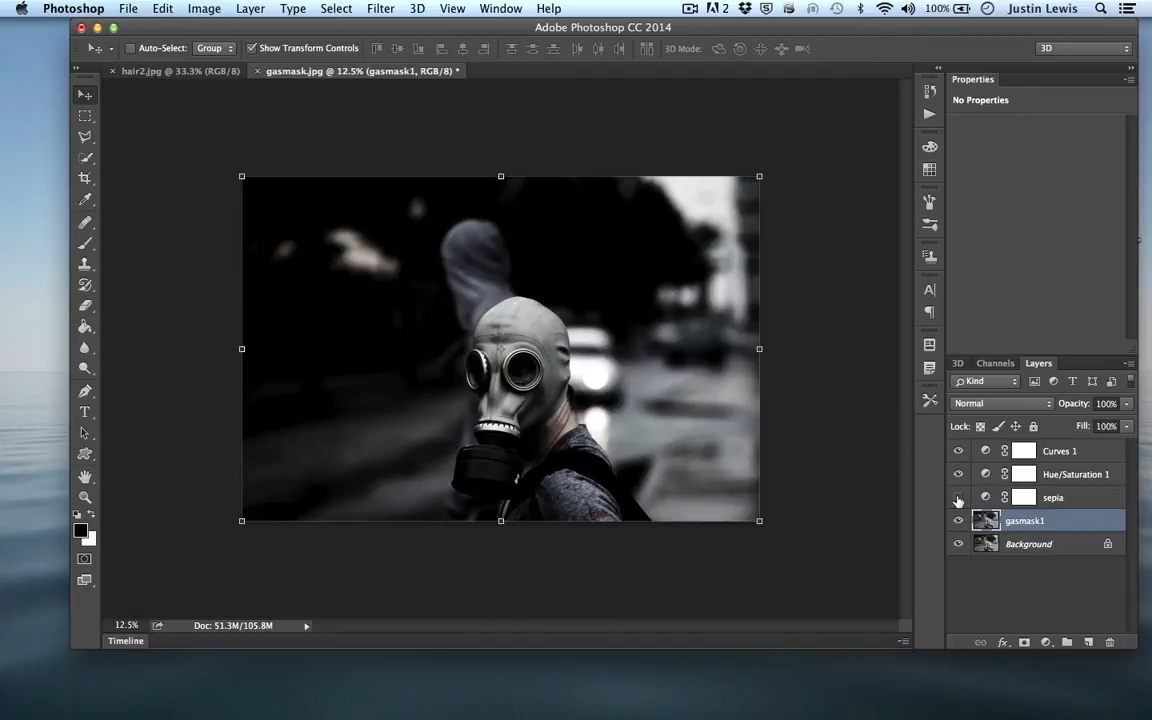 Photoshop File Edit Image Layer Type Select Filter 3D View Window Help 2 100% Justin Lewis
Adobe Photoshop CC 2014
Auto-Select: Group Show Transform Controls 3D Mode: 3D
× hair2.jpg @ 33.3% (RGB/8) × gasmask.jpg @ 12.5% (gasmask1, RGB/8) *
Properties
No Properties
3D Channels Layers
Kind
Normal Opacity: 100%
Lock: Fill: 100%
Curves 1
Hue/Saturation 1
sepia
gasmask1
Background
12.5% Doc: 51.3M/105.8M
Timeline